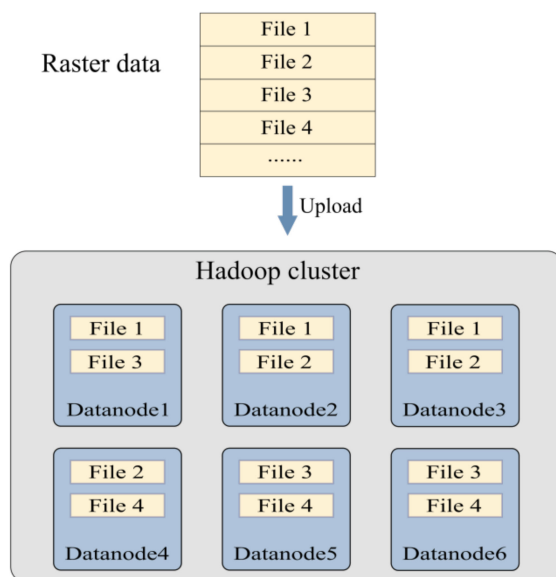 Raster data
File 1
File 2
File 3
File 4
......
Upload
Hadoop cluster
File 1
File 3
Datanode1
File 1
File 2
Datanode2
File 1
File 2
Datanode3
File 2
File 4
Datanode4
File 3
File 4
Datanode5
File 3
File 4
Datanode6